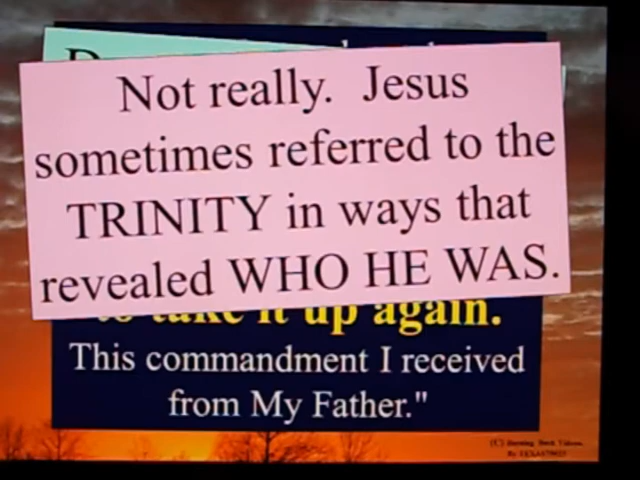 Not really. Jesus
sometimes referred to the
TRINITY in ways that
revealed WHO HE WAS.
to take it up again.
This commandment I received
from My Father."